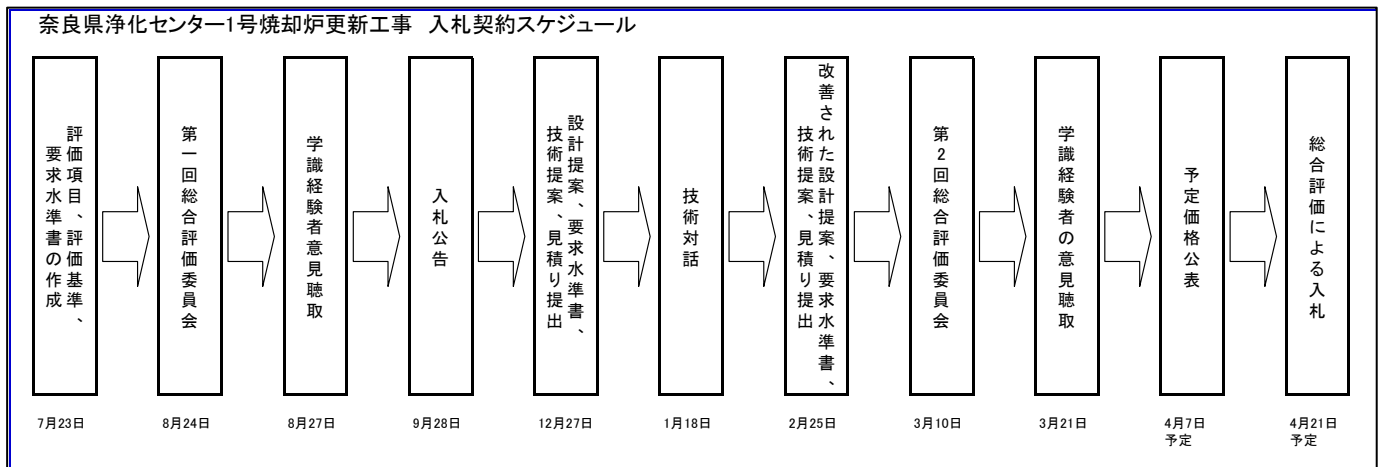 奈良県浄化センター1号焼却炉更新工事 入札契約スケジュール
評価項目、評価基準、
要求水準書の作成
第一回総合評価委員会
学識経験者意見聴取
入札公告
設計提案、要求水準書、
技術提案、見積り提出
技術対話
改善された設計提案、要求水準書、
技術提案、見積り提出
第2回総合評価委員会
学識経験者の意見聴取
予定価格公表
総合評価による入札
7月23日
8月24日
8月27日
9月28日
12月27日
1月18日
2月25日
3月10日
3月21日
4月7日
予定
4月21日
予定